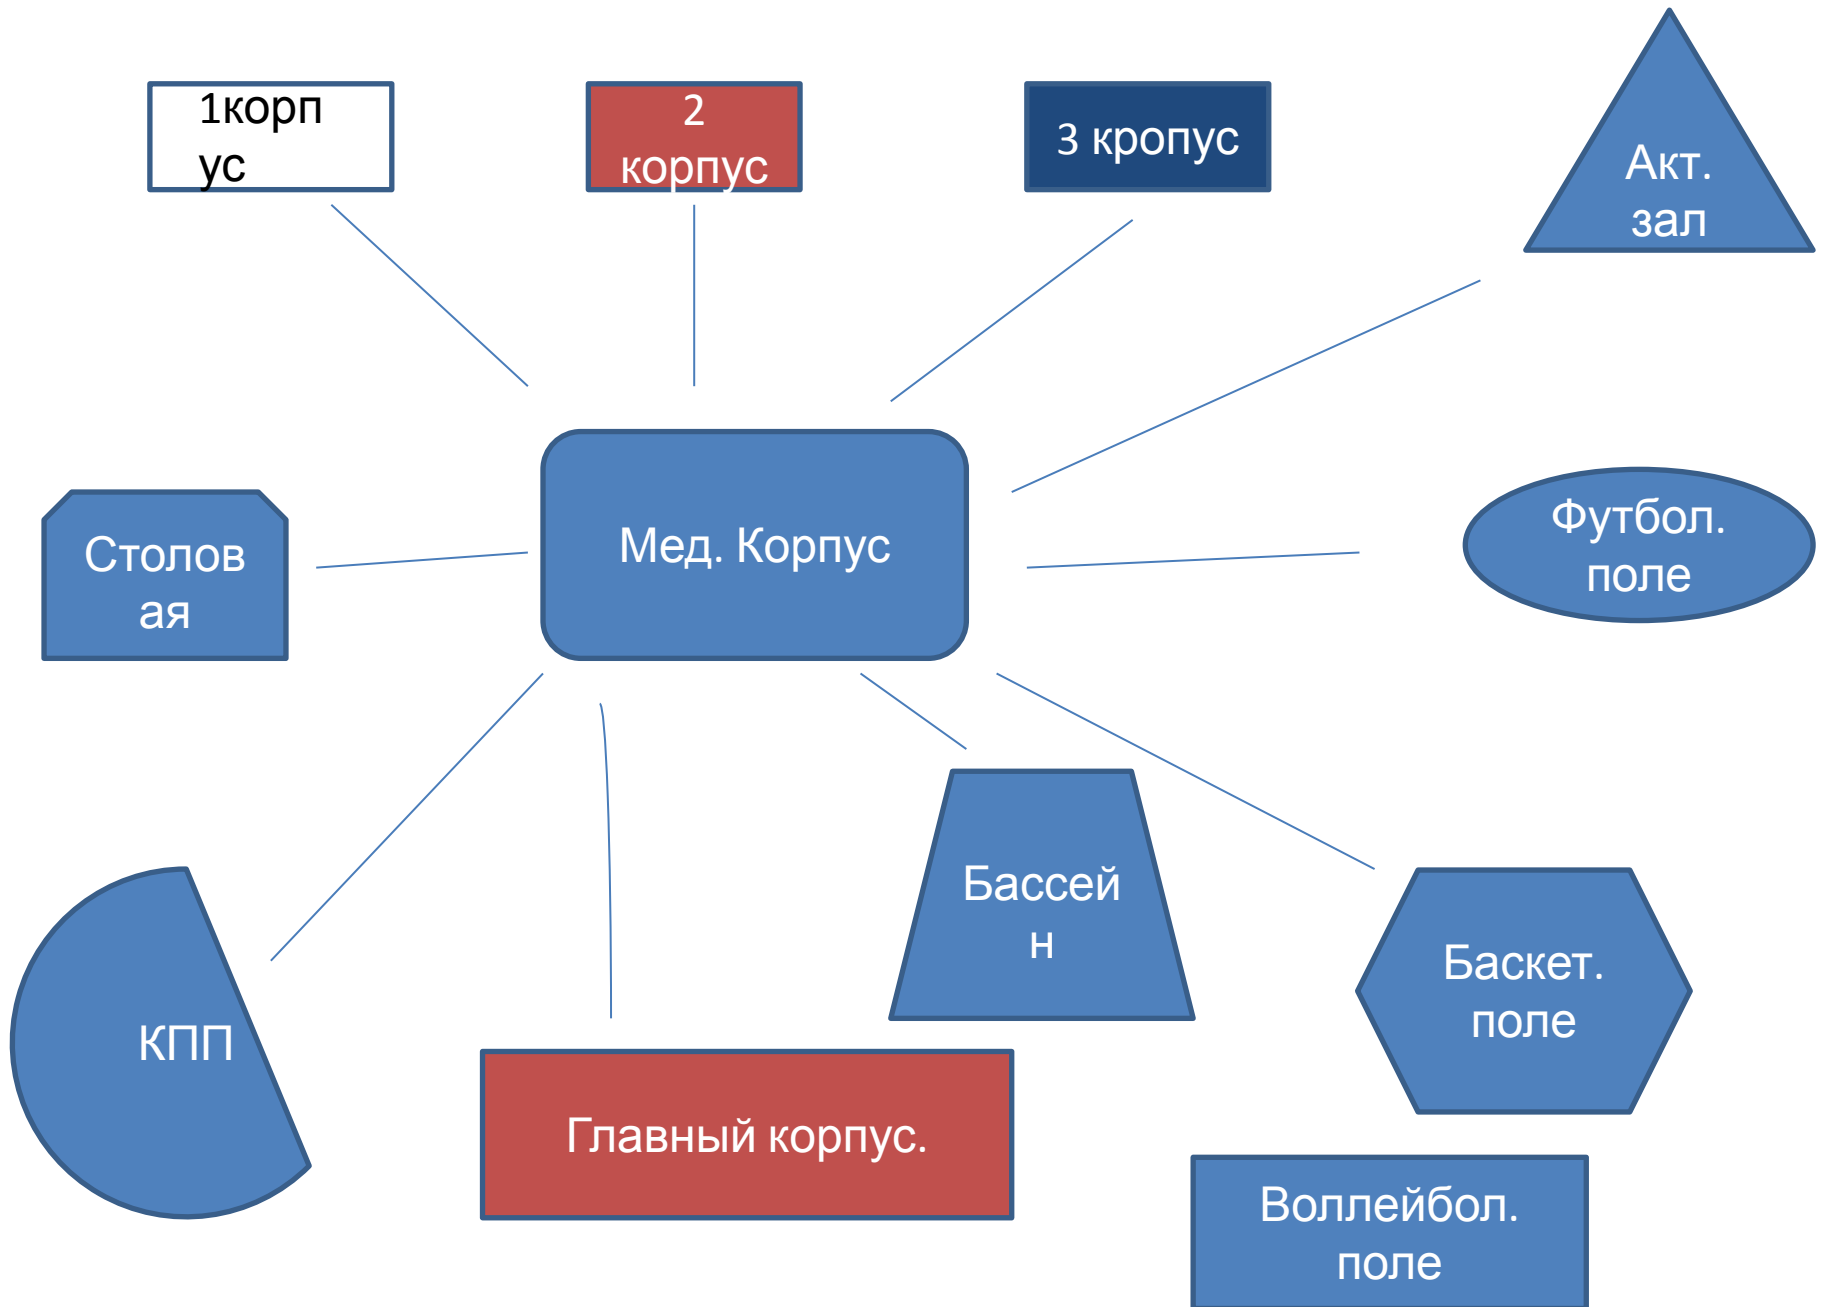 1корп
ус
2
корпус
3 кропус
Акт.
зал
Столов
ая
Мед. Корпус
Футбол.
поле
КПП
Главный корпус.
Бассей
н
Баскет.
поле
Воллейбол.
поле